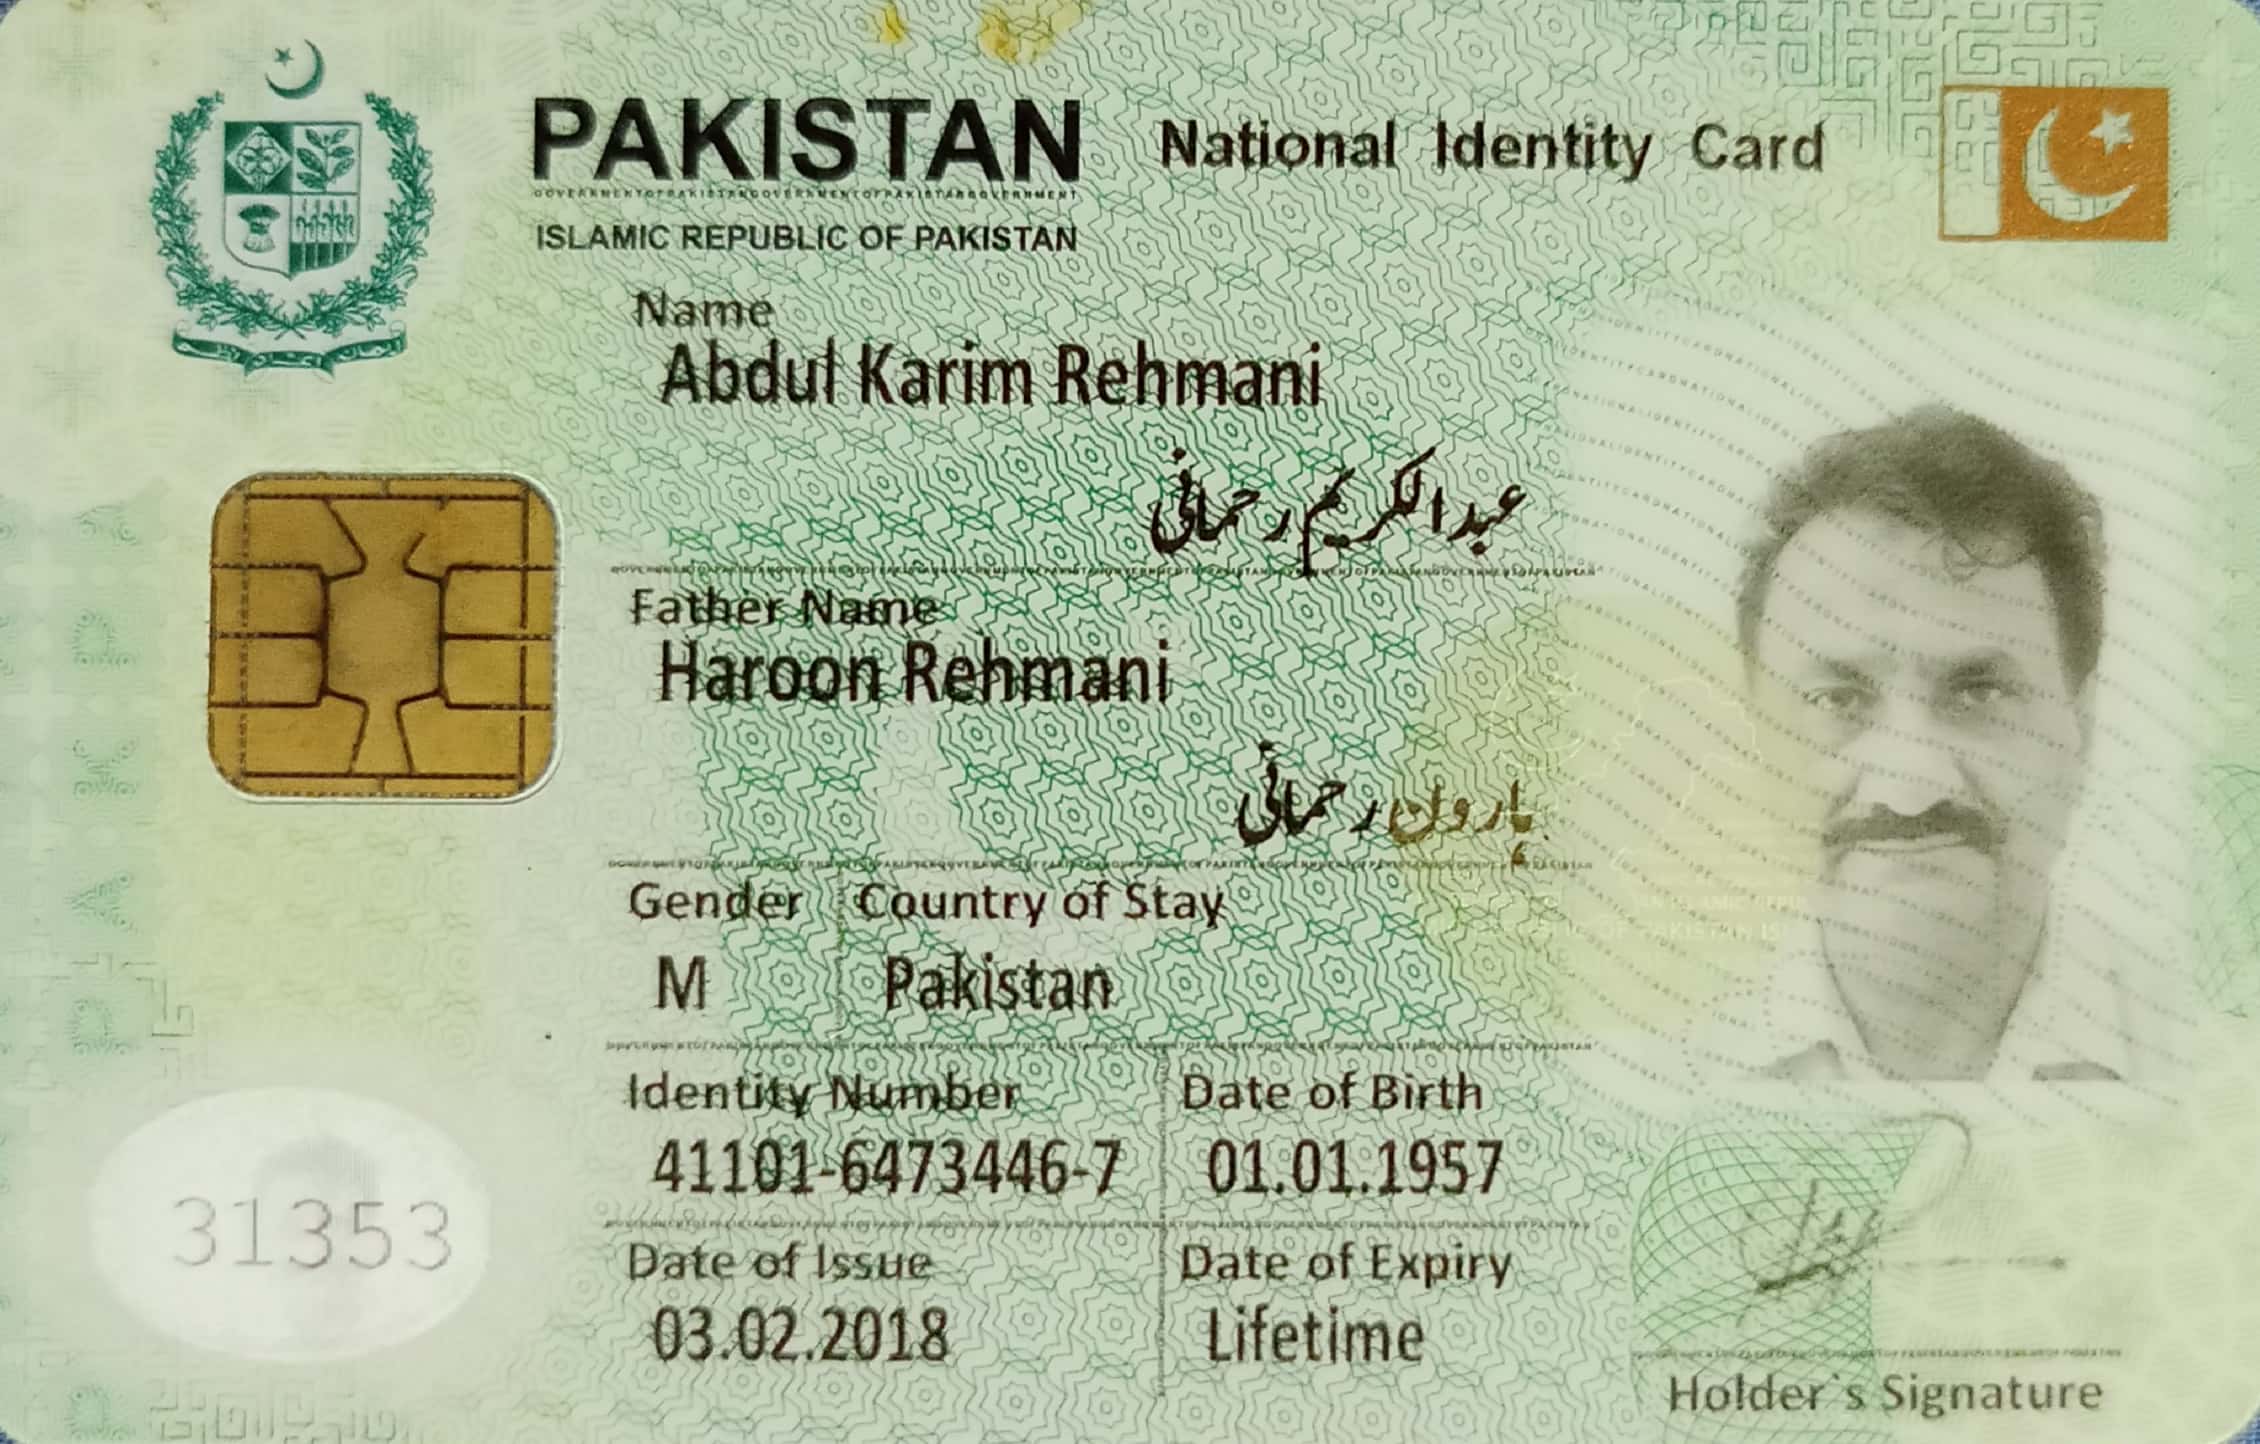 PAKISTAN
National Identity Card
ISLAMIC REPUBLIC OF PAKISTAN
Name
Abdul Karim Rehmani
عبدالکریم رحمانی
Father Name
Haroon Rehmani
ہارون رحمانی
Gender
Country of Stay
M
Pakistan
Identity Number
Date of Birth
41101-6473446-7
01.01.1957
31353
Date of Issue
Date of Expiry
03.02.2018
Lifetime
Holder`s Signature